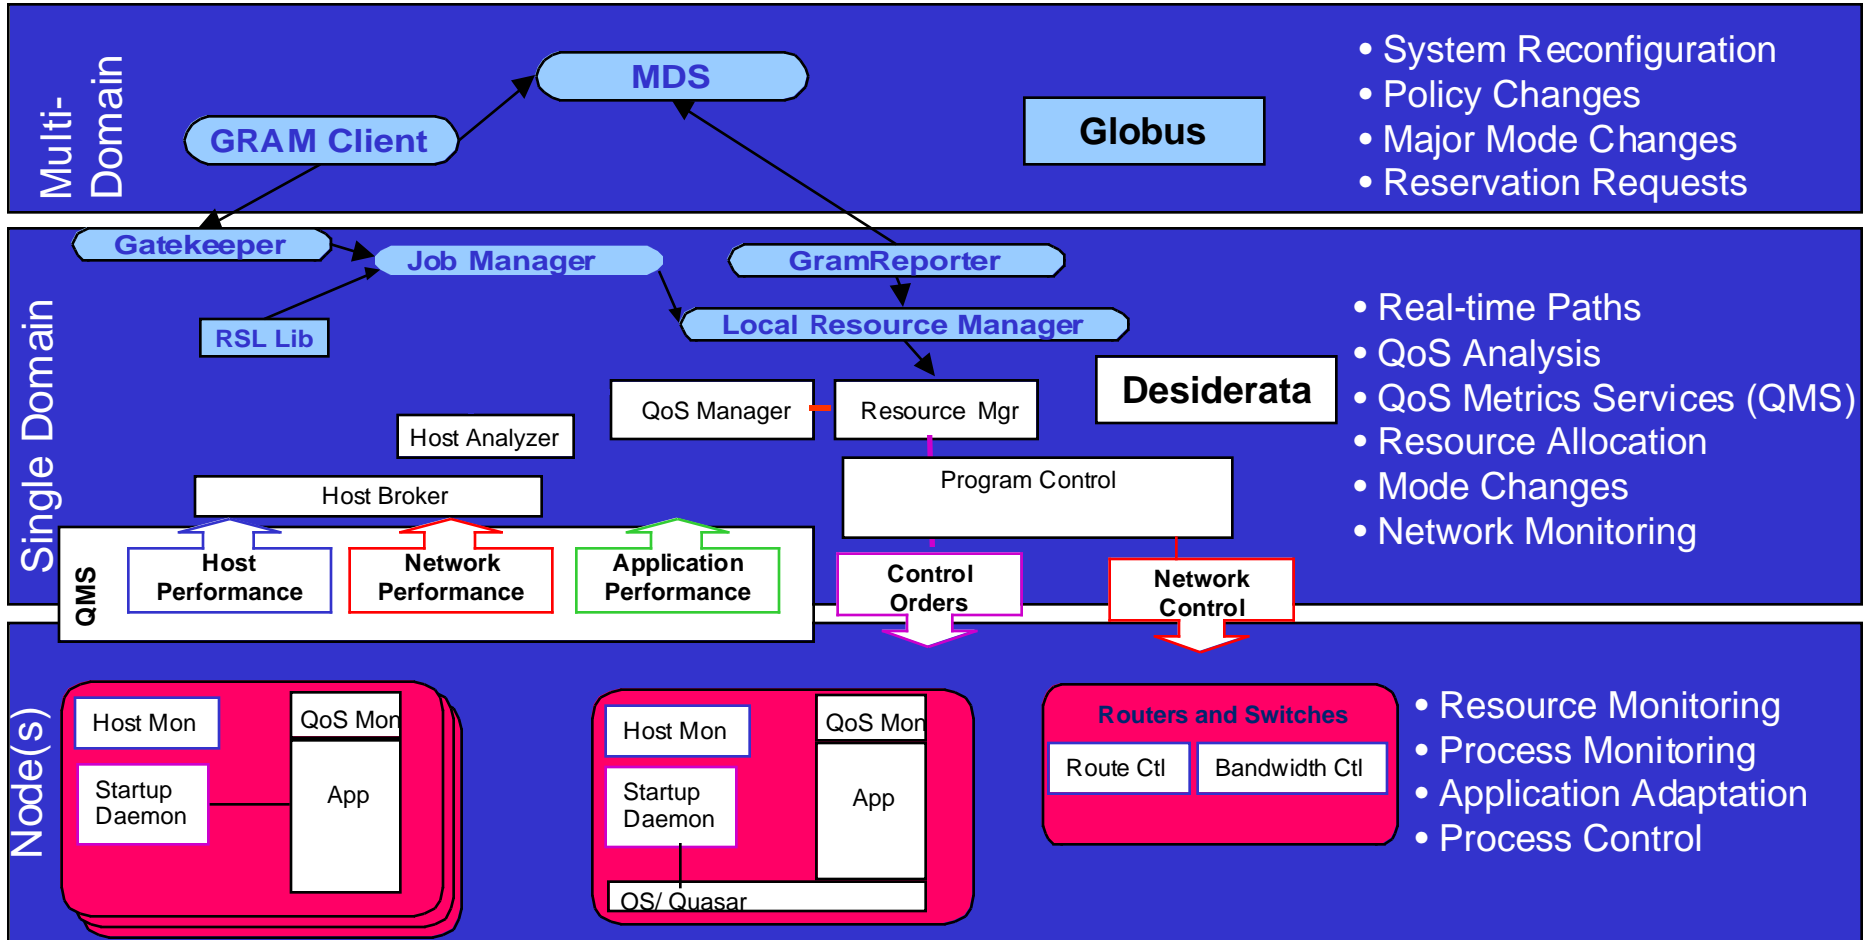 Multi-
Domain
MDS
GRAM Client
Globus
• System Reconfiguration
• Policy Changes
• Major Mode Changes
• Reservation Requests
Single Domain
Gatekeeper
Job Manager
GramReporter
RSL Lib
Local Resource Manager
QoS Manager
Resource Mgr
Desiderata
Host Analyzer
Host Broker
Program Control
• Real-time Paths
• QoS Analysis
• QoS Metrics Services (QMS)
• Resource Allocation
• Mode Changes
• Network Monitoring
QMS
Host
Performance
Network
Performance
Application
Performance
Control
Orders
Network
Control
Node(s)
Host Mon
QoS Mon
Startup
Daemon
App
Host Mon
QoS Mon
Startup
Daemon
App
OS/ Quasar
Routers and Switches
Route Ctl
Bandwidth Ctl
• Resource Monitoring
• Process Monitoring
• Application Adaptation
• Process Control